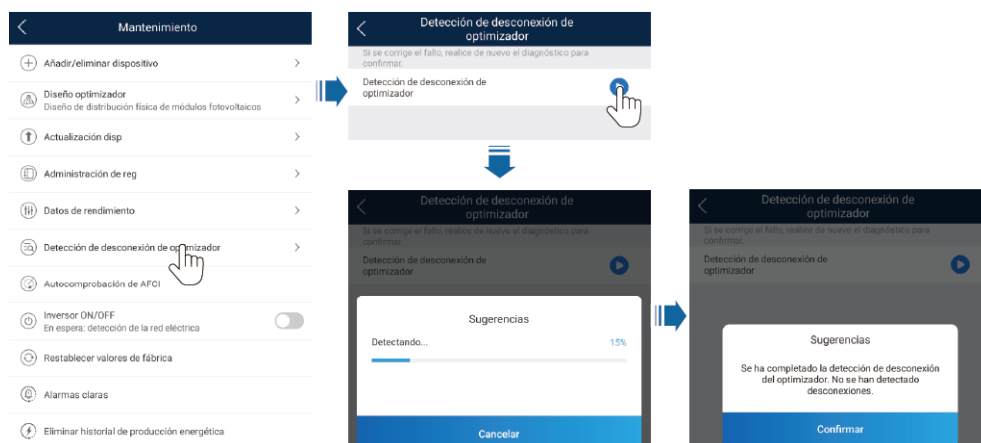 Mantenimiento
Añadir/eliminar dispositivo
Diseño optimizador
Diseño de distribución física de módulos fotovoltaicos
Actualización disp
Administración de reg
Datos de rendimiento
Detección de desconexión de optimizador
Autocomprobación de AFCI
Inversor ON/OFF
En espera: detección de la red eléctrica
Restablecer valores de fábrica
Alarmas claras
Eliminar historial de producción energética
Detección de desconexión de
optimizador
Si se corrige el fallo, realice de nuevo el diagnóstico para
confirmar.
Detección de desconexión de
optimizador
Detección de desconexión de
optimizador
Si se corrige el fallo, realice de nuevo el diagnóstico para
confirmar.
Detección de desconexión de
optimizador
Sugerencias
Detectando... 15%
Cancelar
Detección de desconexión de
optimizador
Si se corrige el fallo, realice de nuevo el diagnóstico para
confirmar.
Detección de desconexión de
optimizador
Sugerencias
Se ha completado la detección de desconexión
del optimizador. No se han detectado
desconexiones.
Confirmar